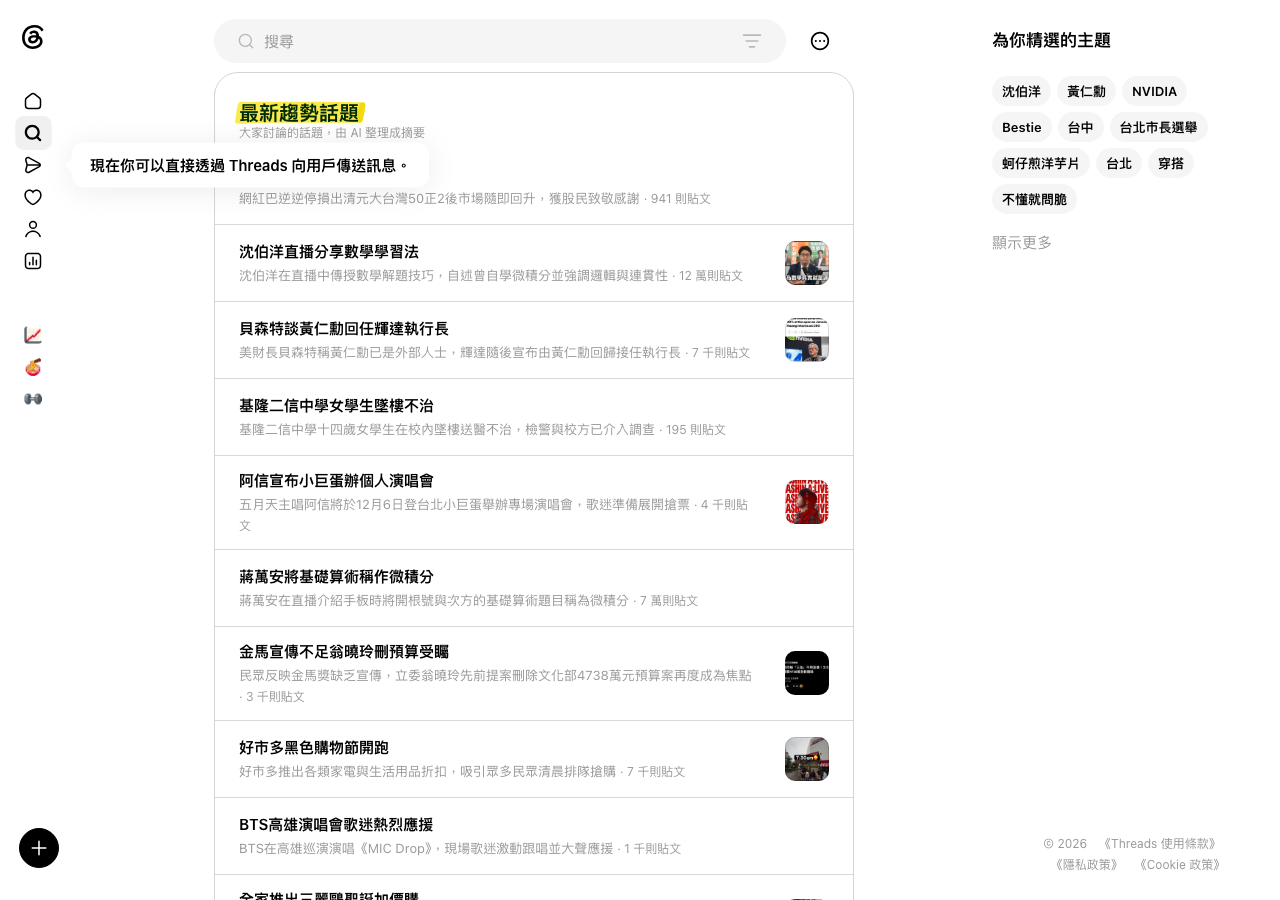 搜尋
最新趨勢話題
大家討論的話題，由 AI 整理成摘要
現在你可以直接透過 Threads 向用戶傳送訊息。
網紅巴逆逆停損出清元大台灣50正2後市場隨即回升，獲股民致敬感謝 · 941 則貼文
沈伯洋直播分享數學學習法
沈伯洋在直播中傳授數學解題技巧，自述曾自學微積分並強調邏輯與連貫性 · 12 萬則貼文
貝森特談黃仁勳回任輝達執行長
美財長貝森特稱黃仁勳已是外部人士，輝達隨後宣布由黃仁勳回歸接任執行長 · 7 千則貼文
基隆二信中學女學生墜樓不治
基隆二信中學十四歲女學生在校內墜樓送醫不治，檢警與校方已介入調查 · 195 則貼文
阿信宣布小巨蛋辦個人演唱會
五月天主唱阿信將於12月6日登台北小巨蛋舉辦專場演唱會，歌迷準備展開搶票 · 4 千則貼
文
蔣萬安將基礎算術稱作微積分
蔣萬安在直播介紹手板時將開根號與次方的基礎算術題目稱為微積分 · 7 萬則貼文
金馬宣傳不足翁曉玲刪預算受矚
民眾反映金馬獎缺乏宣傳，立委翁曉玲先前提案刪除文化部4738萬元預算案再度成為焦點
· 3 千則貼文
好市多黑色購物節開跑
好市多推出各類家電與生活用品折扣，吸引眾多民眾清晨排隊搶購 · 7 千則貼文
BTS高雄演唱會歌迷熱烈應援
BTS在高雄巡演演唱《MIC Drop》，現場歌迷激動跟唱並大聲應援 · 1 千則貼文
全家推出三麗鷗聖誕加價購
為你精選的主題
沈伯洋
黃仁勳
NVIDIA
Bestie
台中
台北市長選舉
蚵仔煎洋芋片
台北
穿搭
不懂就問脆
顯示更多
© 2026 《Threads 使用條款》
《隱私政策》 《Cookie 政策》